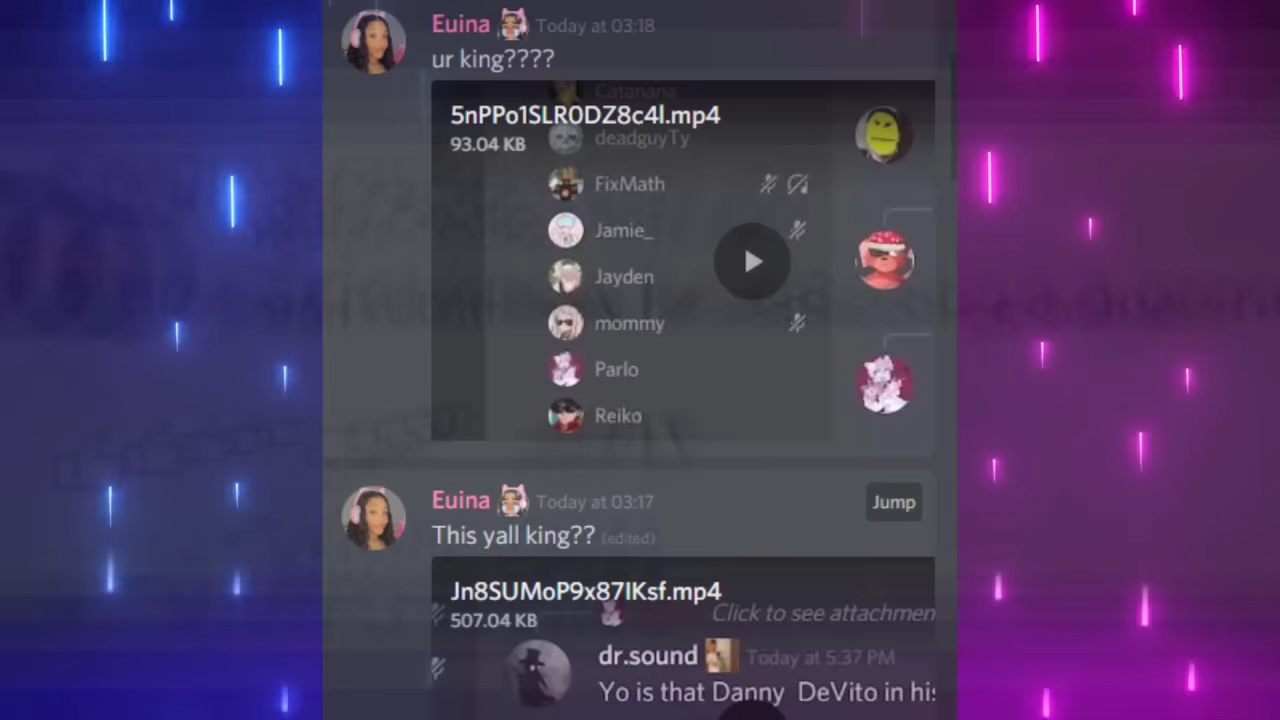 Euina Today at 03:18
ur king????
Catanana
5nPPo1SLR0DZ8c4l.mp4
deadguyTy
93.04 KB
FixMath
Jamie_
Jayden
mommy
Parlo
Reiko
Euina Today at 03:17
Jump
This yall king?? (edited)
Jn8SUMoP9x87IKsf.mp4
Click to see attachmen
507.04 KB
dr.sound Today at 5:37 PM
Yo is that Danny DeVito in his